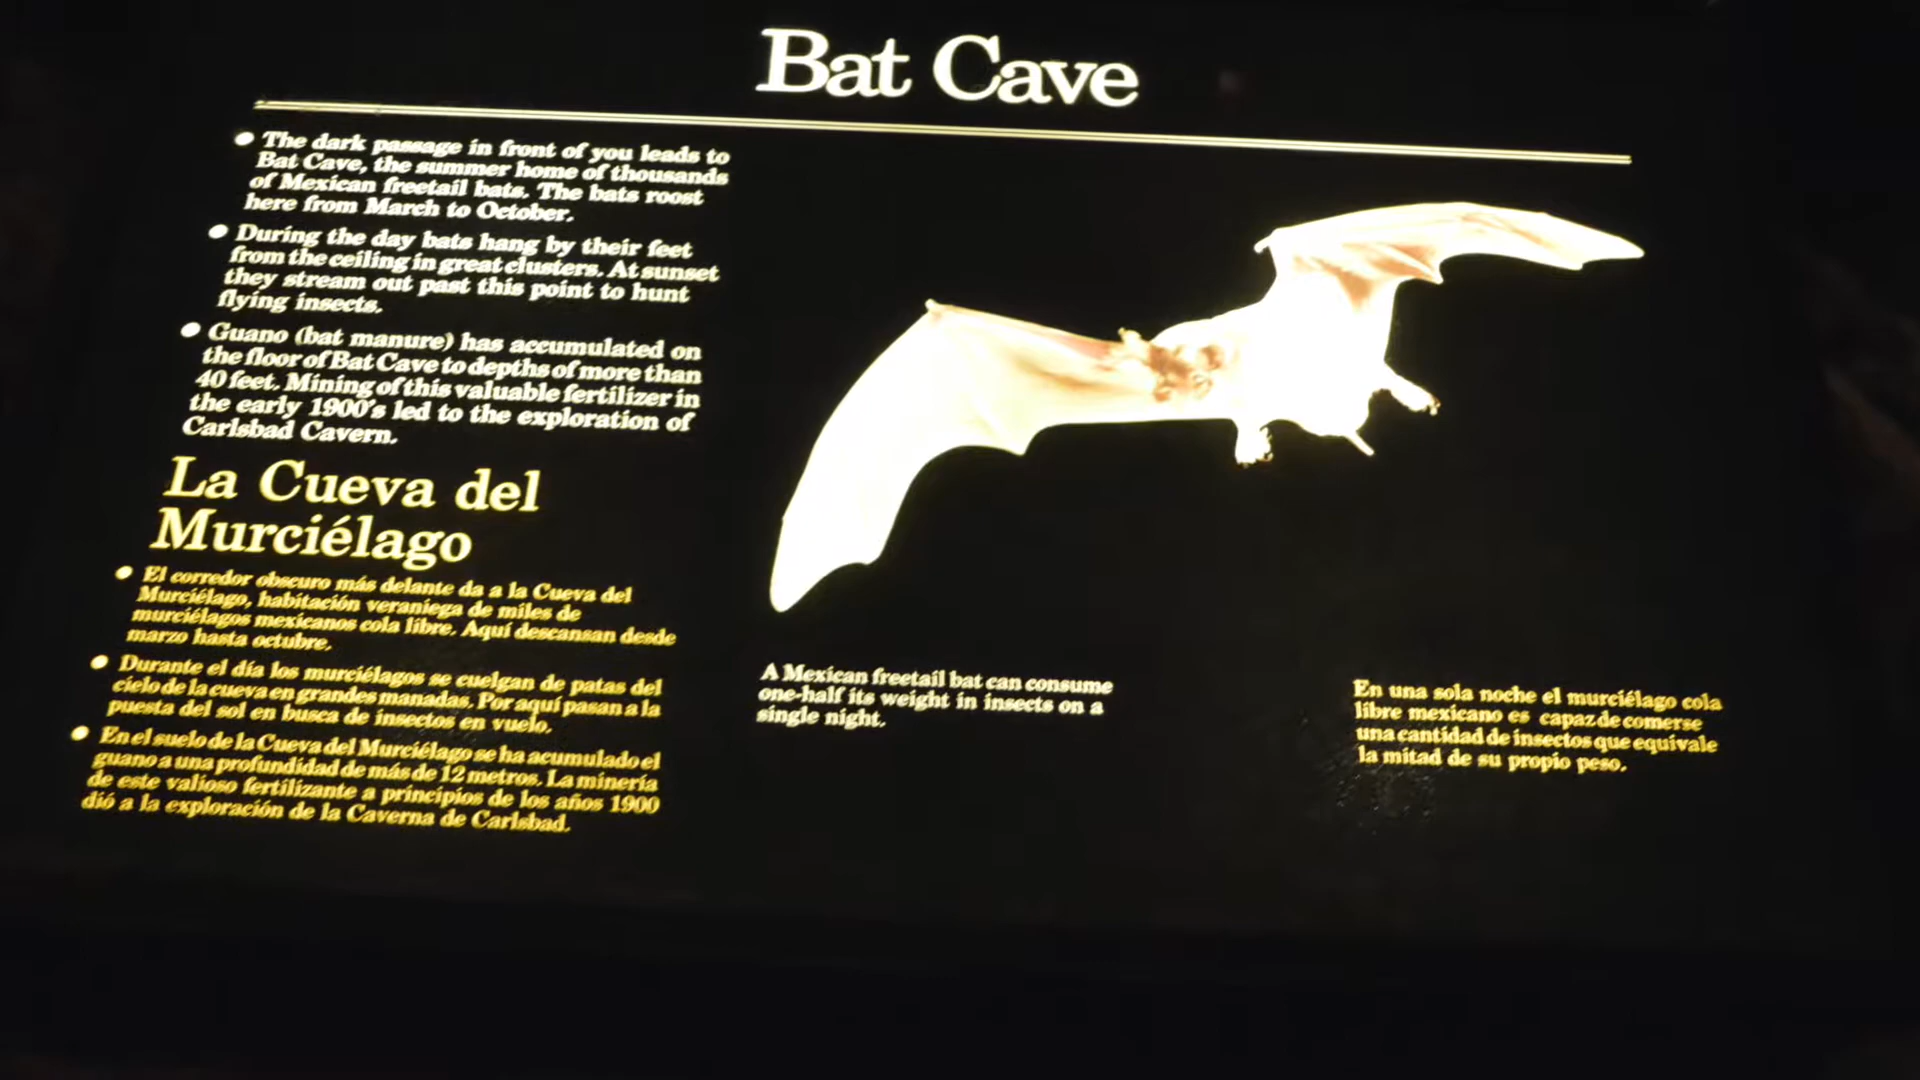 Bat Cave
● The dark passage in front of you leads to
Bat Cave, the summer home of thousands
of Mexican freetail bats. The bats roost
here from March to October.
● During the day bats hang by their feet
from the ceiling in great clusters. At sunset
they stream out past this point to hunt
flying insects.
● Guano (bat manure) has accumulated on
the floor of Bat Cave to depths of more than
40 feet. Mining of this valuable fertilizer in
the early 1900's led to the exploration of
Carlsbad Cavern.
La Cueva del
Murciélago
● El corredor obscuro más delante da a la Cueva del
Murciélago, habitación veraniega de miles de
murciélagos mexicanos cola libre. Aquí descansan desde
marzo hasta octubre.
● Durante el día los murciélagos se cuelgan de patas del
cielo de la cueva en grandes manadas. Por aquí pasan a la
puesta del sol en busca de insectos en vuelo.
● En el suelo de la Cueva del Murciélago se ha acumulado el
guano a una profundidad de más de 12 metros. La minería
de este valioso fertilizante a principios de los años 1900
dió a la exploración de la Caverna de Carlsbad.
A Mexican freetail bat can consume
one-half its weight in insects on a
single night.
En una sola noche el murciélago cola
libre mexicano es capaz de comerse
una cantidad de insectos que equivale
la mitad de su propio peso.